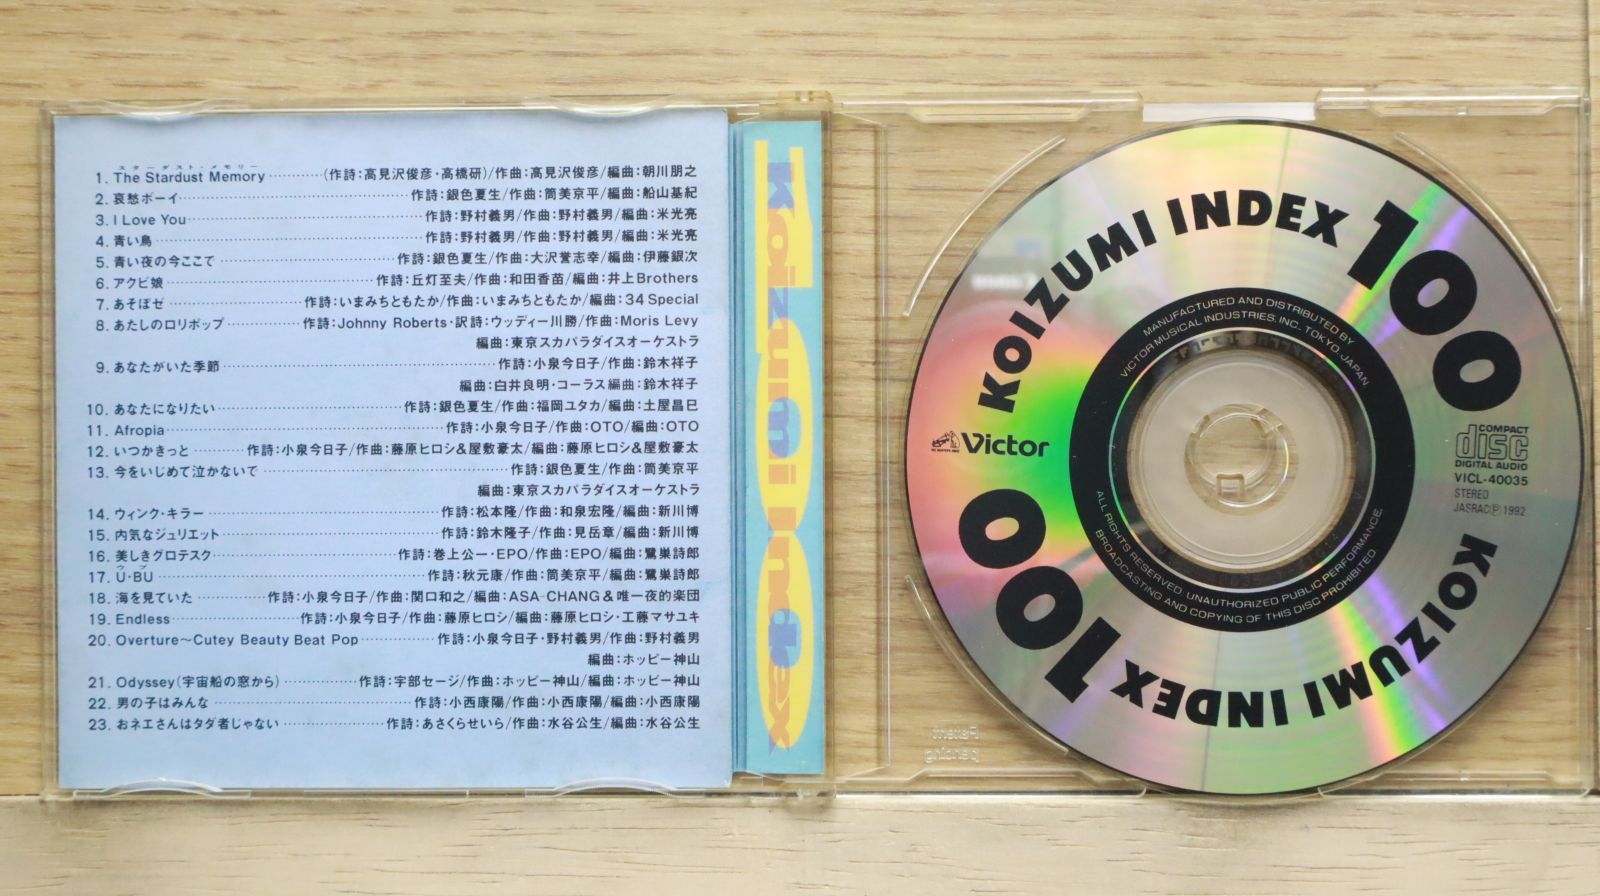 スターダスト・メモリー
1. The Stardust Memory ············(作詩：高見沢俊彦・高橋研)/作曲：高見沢俊彦/編曲：朝川朋之
2. 哀愁ボーイ············作詩：銀色夏生/作曲：筒美京平/編曲：船山基紀
3. I Love You············作詩：野村義男/作曲：野村義男/編曲：米光亮
4. 青い鳥············作詩：野村義男/作曲：野村義男/編曲：米光亮
5. 青い夜の今ここで············作詩：銀色夏生/作曲：大沢誉志幸/編曲：伊藤銀次
6. アクビ娘············作詩：丘灯至夫/作曲：和田香苗/編曲：井上Brothers
7. あそぼゼ············作詩：いまみちともたか/作曲：いまみちともたか/編曲：34 Special
8. あたしのロリポップ············作詩：Johnny Roberts・訳詩：ウッディー川勝/作曲：Moris Levy
編曲：東京スカパラダイスオーケストラ
9. あなたがいた季節············作詩：小泉今日子/作曲：鈴木祥子
編曲：白井良明・コーラス編曲：鈴木祥子
10. あなたになりたい············作詩：銀色夏生/作曲：福岡ユタカ/編曲：土屋昌巳
11. Afropia············作詩：小泉今日子/作曲：OTO/編曲：OTO
12. いつかきっと············作詩：小泉今日子/作曲：藤原ヒロシ&屋敷豪太/編曲：藤原ヒロシ&屋敷豪太
13. 今をいじめて泣かないで············作詩：銀色夏生/作曲：筒美京平
編曲：東京スカパラダイスオーケストラ
14. ウィンク・キラー············作詩：松本隆/作曲：和泉宏隆/編曲：新川博
15. 内気なジュリエット············作詩：鈴木隆子/作曲：見岳章/編曲：新川博
16. 美しきグロテスク············作詩：巻上公一・EPO/作曲：EPO/編曲：鷺巣詩郎
ウ・ブ
17. U・BU············作詩：秋元康/作曲：筒美京平/編曲：鷺巣詩郎
18. 海を見ていた············作詩：小泉今日子/作曲：関口和之/編曲：ASA-CHANG&唯一夜的楽団
19. Endless············作詩：小泉今日子/作曲：藤原ヒロシ/編曲：藤原ヒロシ・工藤マサユキ
20. Overture〜Cutey Beauty Beat Pop············作詩：小泉今日子・野村義男/作曲：野村義男
編曲：ホッピー神山
21. Odyssey(宇宙船の窓から)············作詩：宇部セージ/作曲：ホッピー神山/編曲：ホッピー神山
22. 男の子はみんな············作詩：小西康陽/作曲：小西康陽/編曲：小西康陽
23. おネエさんはタダ者じゃない············作詩：あさくらせいら/作曲：水谷公生/編曲：水谷公生
Koizumi Index
100
KOIZUMI INDEX 100
KOIZUMI INDEX 100
MANUFACTURED AND DISTRIBUTED BY
VICTOR MUSICAL INDUSTRIES, INC. TOKYO, JAPAN
Victor
COMPACT
disc
DIGITAL AUDIO
VICL-40035
STEREO
JASRAC Ⓟ 1992
ALL RIGHTS RESERVED. UNAUTHORIZED PUBLIC PERFORMANCE,
BROADCASTING AND COPYING OF THIS DISC PROHIBITED
Patent
pending